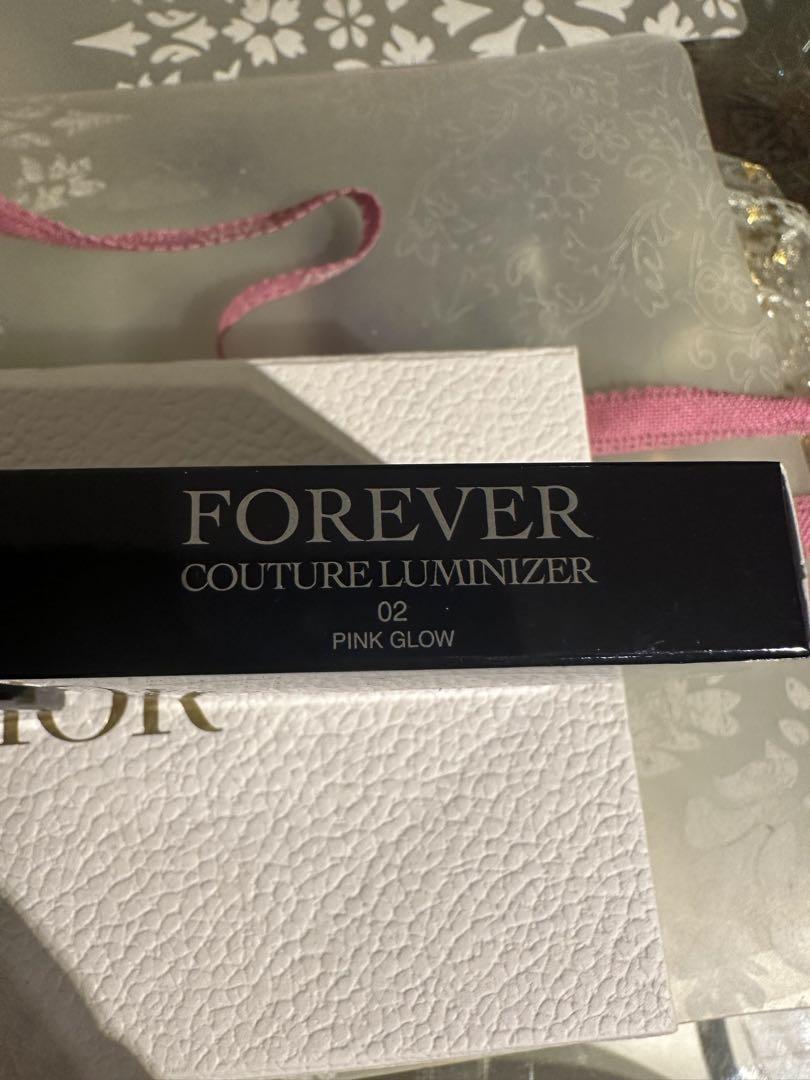 FOREVER
COUTURE LUMINIZER
02
PINK GLOW